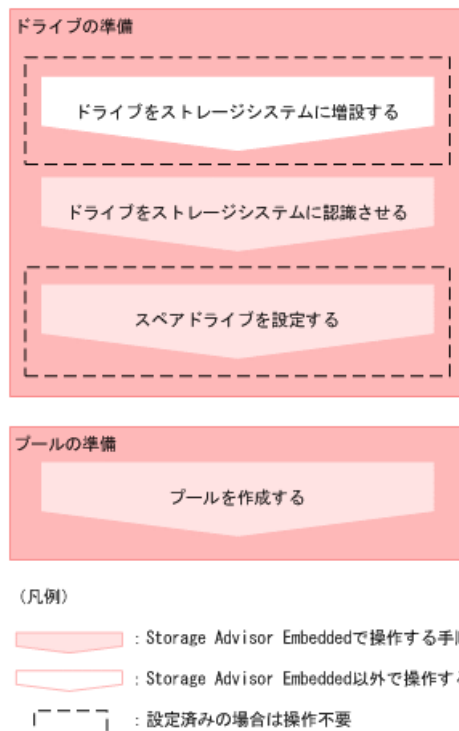 ドライブの準備
ドライブをストレージシステムに増設する
ドライブをストレージシステムに認識させる
スペアドライブを設定する
プールの準備
プールを作成する
（凡例）
：Storage Advisor Embeddedで操作する手
：Storage Advisor Embedded以外で操作す
：設定済みの場合は操作不要